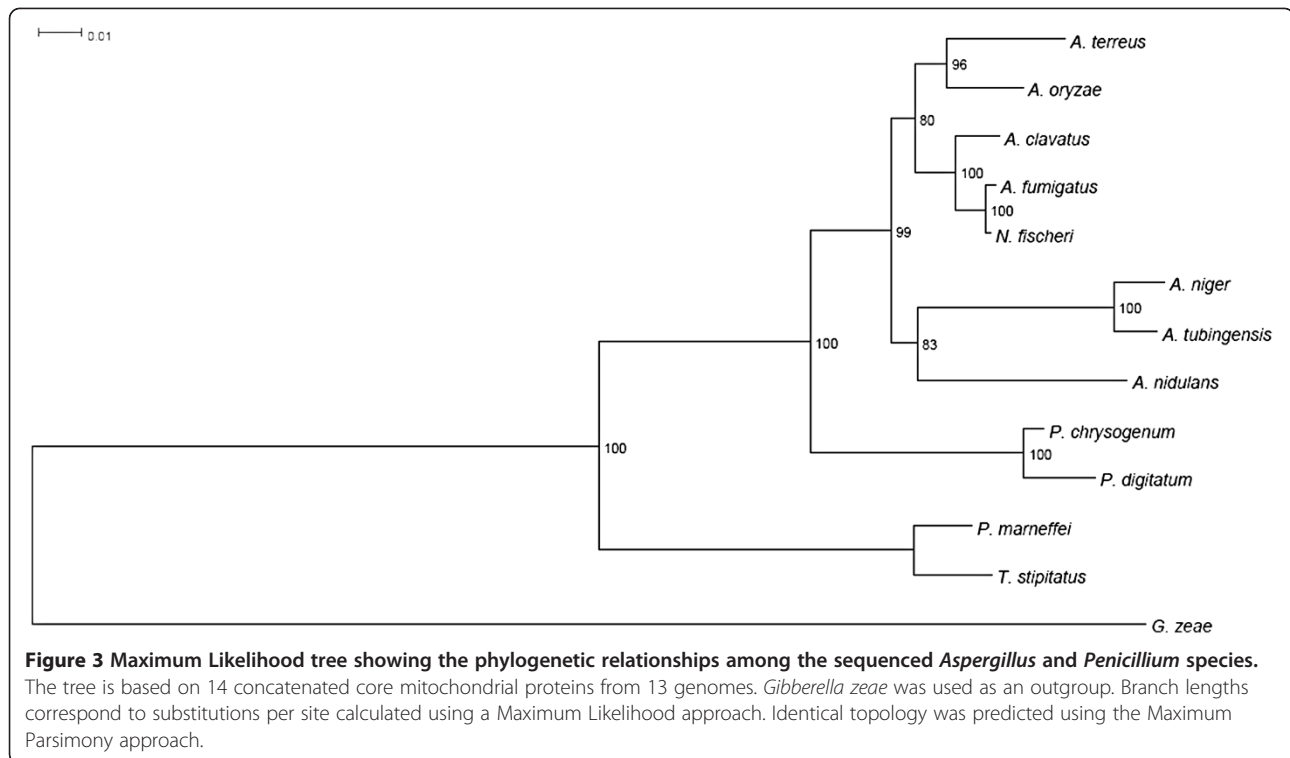 0.01
A. terreus
96
A. oryzae
80
A. clavatus
100
A. fumigatus
100
N. fischeri
99
A. niger
100
A. tubingensis
83
A. nidulans
100
P. chrysogenum
100
P. digitatum
100
P. marneffei
T. stipitatus
G. zeae
Figure 3 Maximum Likelihood tree showing the phylogenetic relationships among the sequenced Aspergillus and Penicillium species.
The tree is based on 14 concatenated core mitochondrial proteins from 13 genomes. Gibberella zeae was used as an outgroup. Branch lengths
correspond to substitutions per site calculated using a Maximum Likelihood approach. Identical topology was predicted using the Maximum
Parsimony approach.